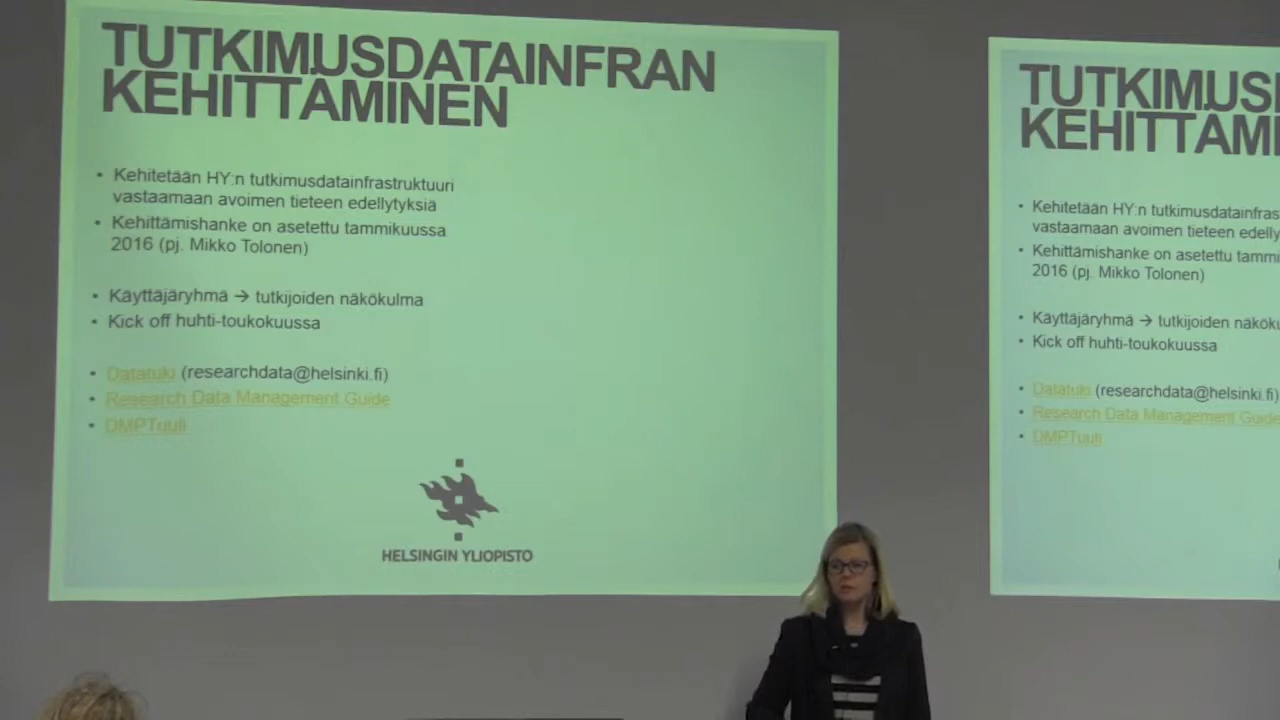 TUTKIMUSDATAINFRAN
KEHITTÄMINEN
• Kehitetään HY:n tutkimusdatainfrastruktuuri
vastaamaan avoimen tieteen edellytyksiä
• Kehittämishanke on asetettu tammikuussa
2016 (pj. Mikko Tolonen)
• Käyttäjäryhmä → tutkijoiden näkökulma
• Kick off huhti-toukokuussa
• Datatuki (researchdata@helsinki.fi)
• Research Data Management Guide
• DMPTuuli
HELSINGIN YLIOPISTO
TUTKIMUSI
KEHITTÄMI
• Kehitetään HY:n tutkimusdatainfras
vastaamaan avoimen tieteen edelly
• Kehittämishanke on asetettu tamm
2016 (pj. Mikko Tolonen)
• Käyttäjäryhmä → tutkijoiden näköku
• Kick off huhti-toukokuussa
• Datatuki (researchdata@helsinki.fi)
• Research Data Management Guide
• DMPTuuli